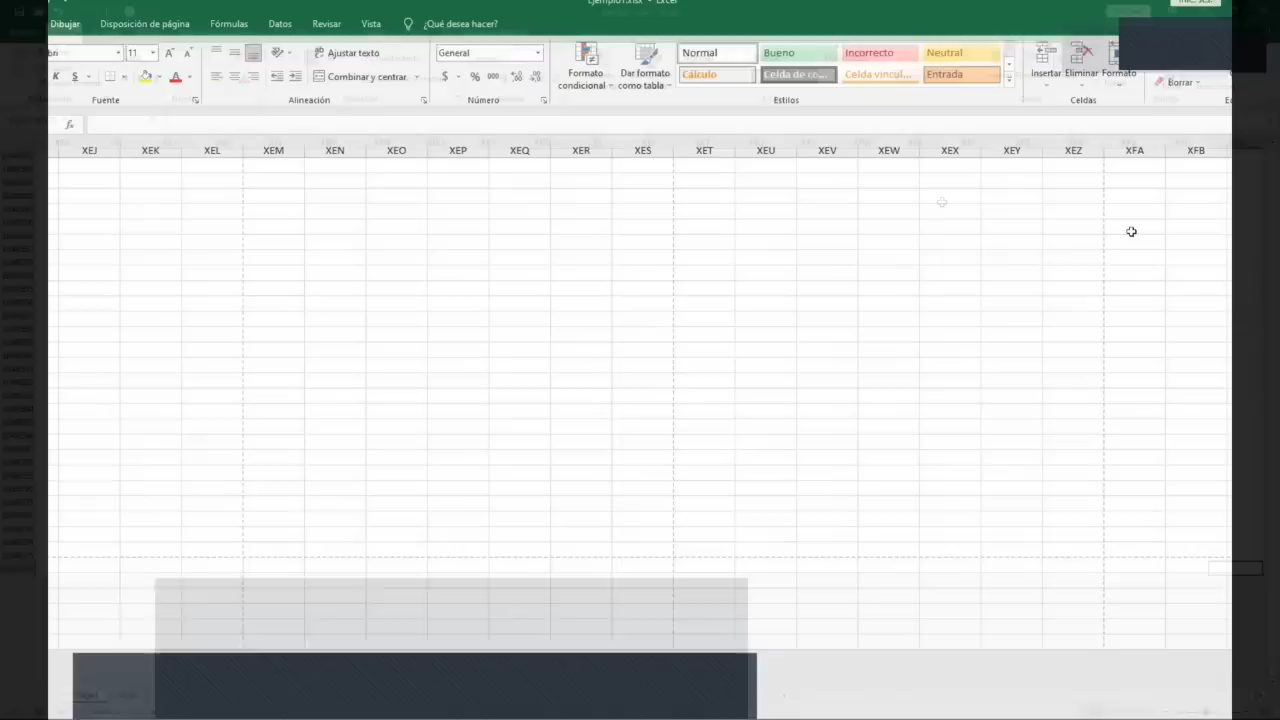 Ejemplo1.xlsx - Excel
Dibujar Disposición de página Fórmulas Datos Revisar Vista ¿Qué desea hacer?
11 Ajustar texto General Normal Bueno Incorrecto Neutral
K S Combinar y centrar $ % 000 Formato condicional Dar formato como tabla Cálculo Celda de co... Celda vincul... Entrada Insertar Eliminar Formato Borrar
Fuente Alineación Número Estilos Celdas
fx
XEJ XEK XEL XEM XEN XEO XEP XEQ XER XES XET XEU XEV XEW XEX XEY XEZ XFA XFB